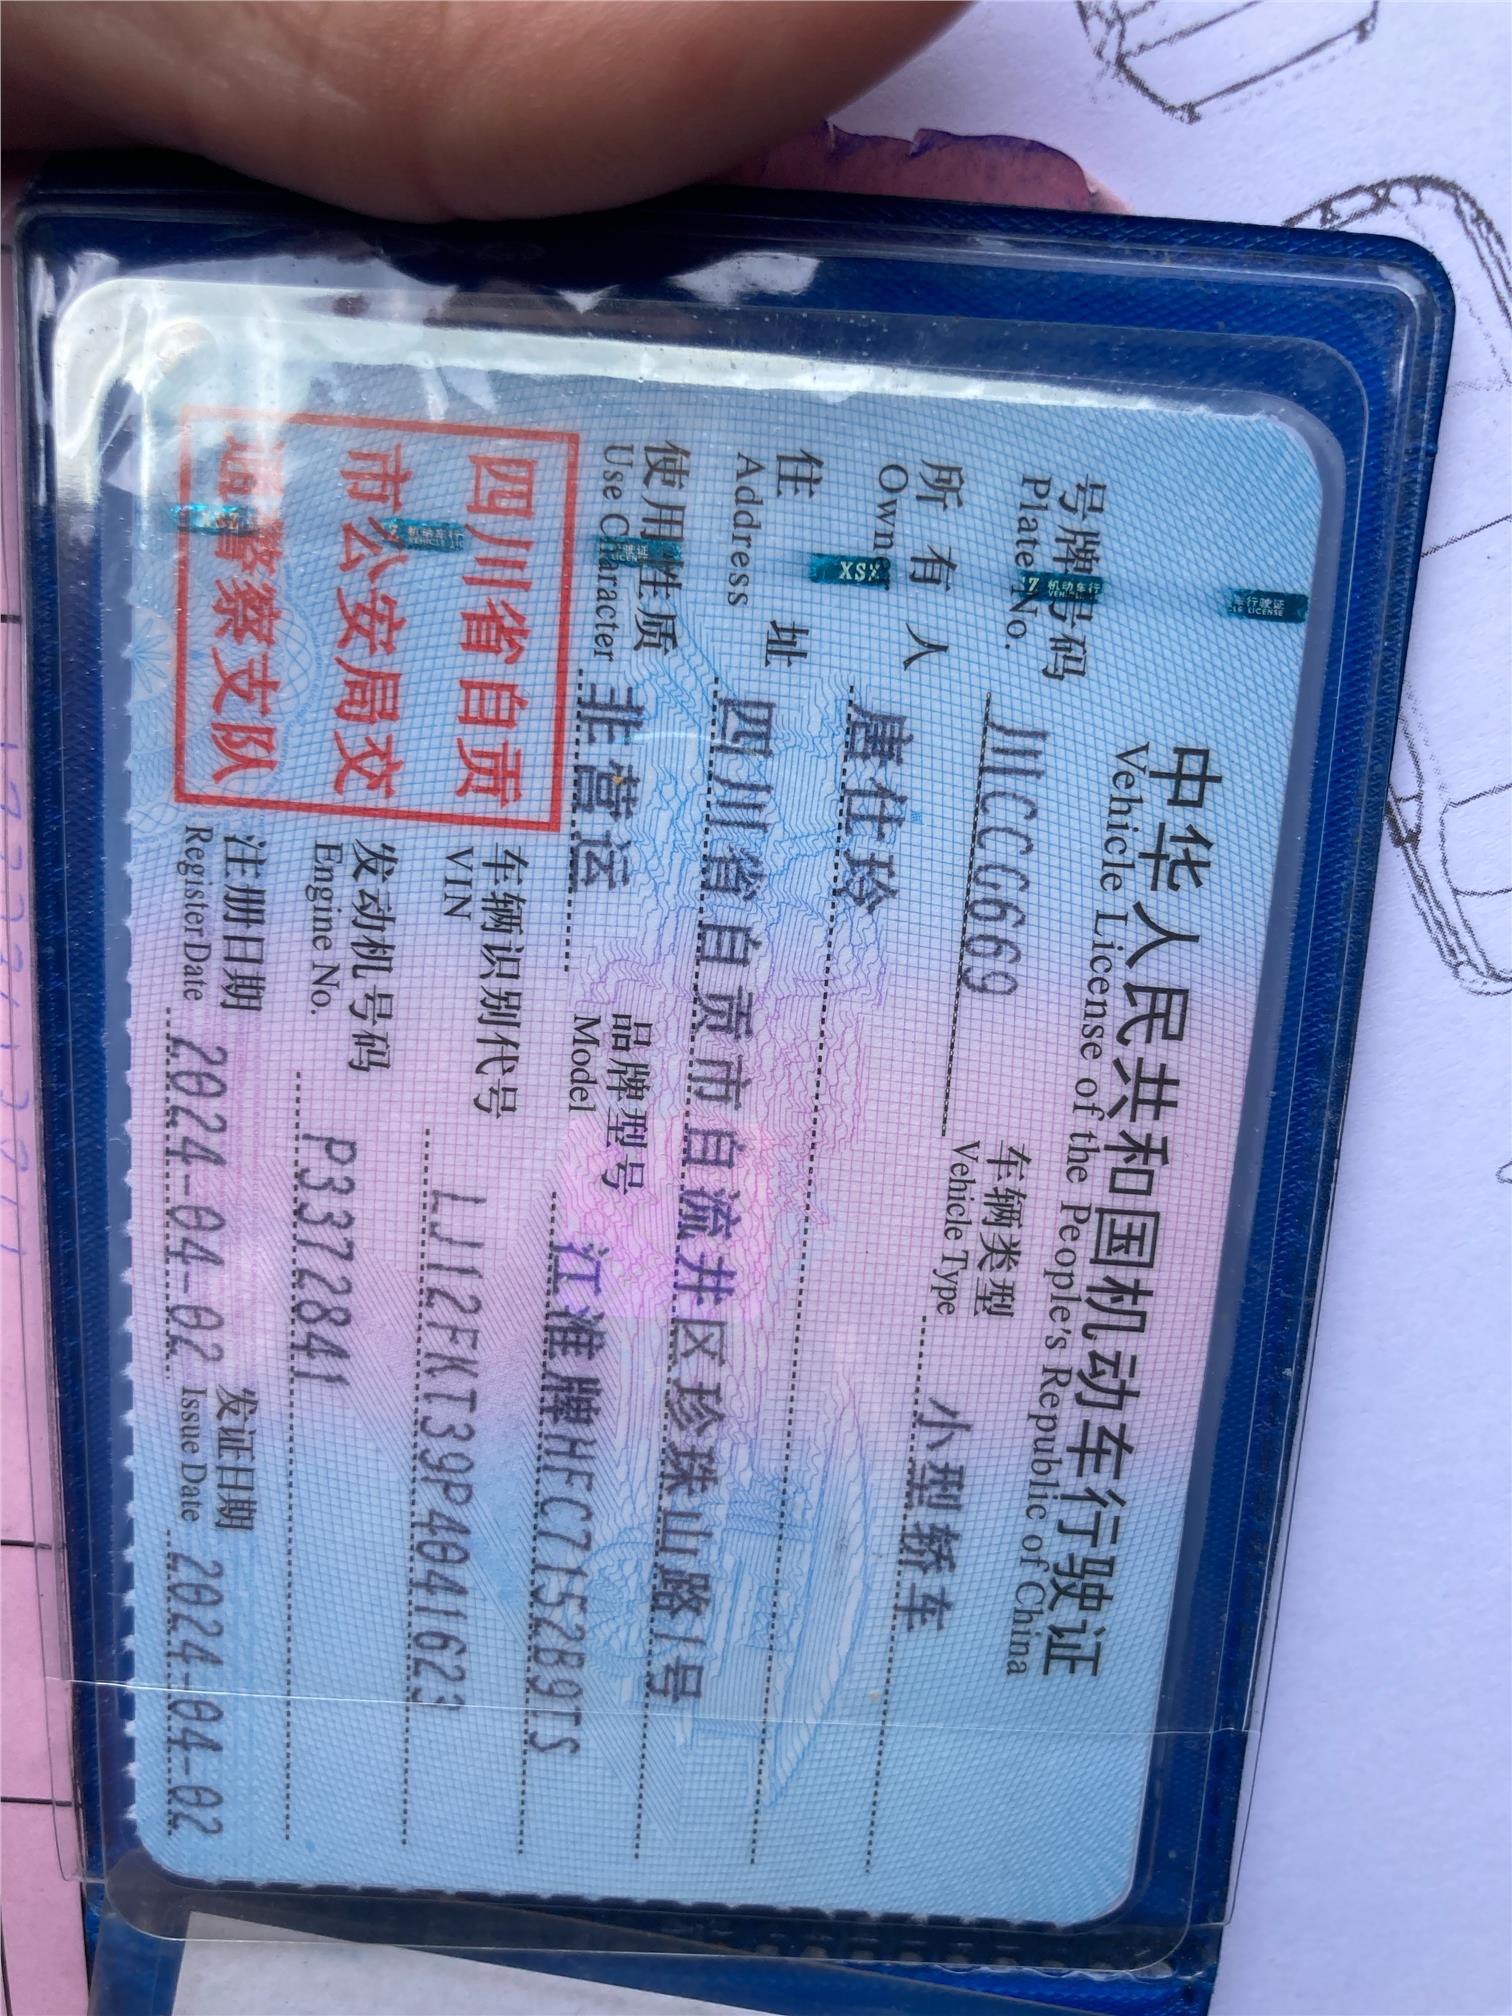 中华人民共和国机动车行驶证
Vehicle License of the People's Republic of China
号牌号码 川CCG669 车辆类型 小型轿车
Plate No. Vehicle Type
所有人 唐仕玲
Owner
住址 四川省自贡市自流井区珍珠山路1号
Address
使用性质 非营运 品牌型号 江淮牌HFC7152B9TS
Use Character Model
四川省自贡
市公安局交
通警察支队
车辆识别代号 LJ12FKT39P4041623
VIN
发动机号码 P3372841
Engine No.
注册日期 2024-04-02 发证日期 2024-04-02
Register Date Issue Date